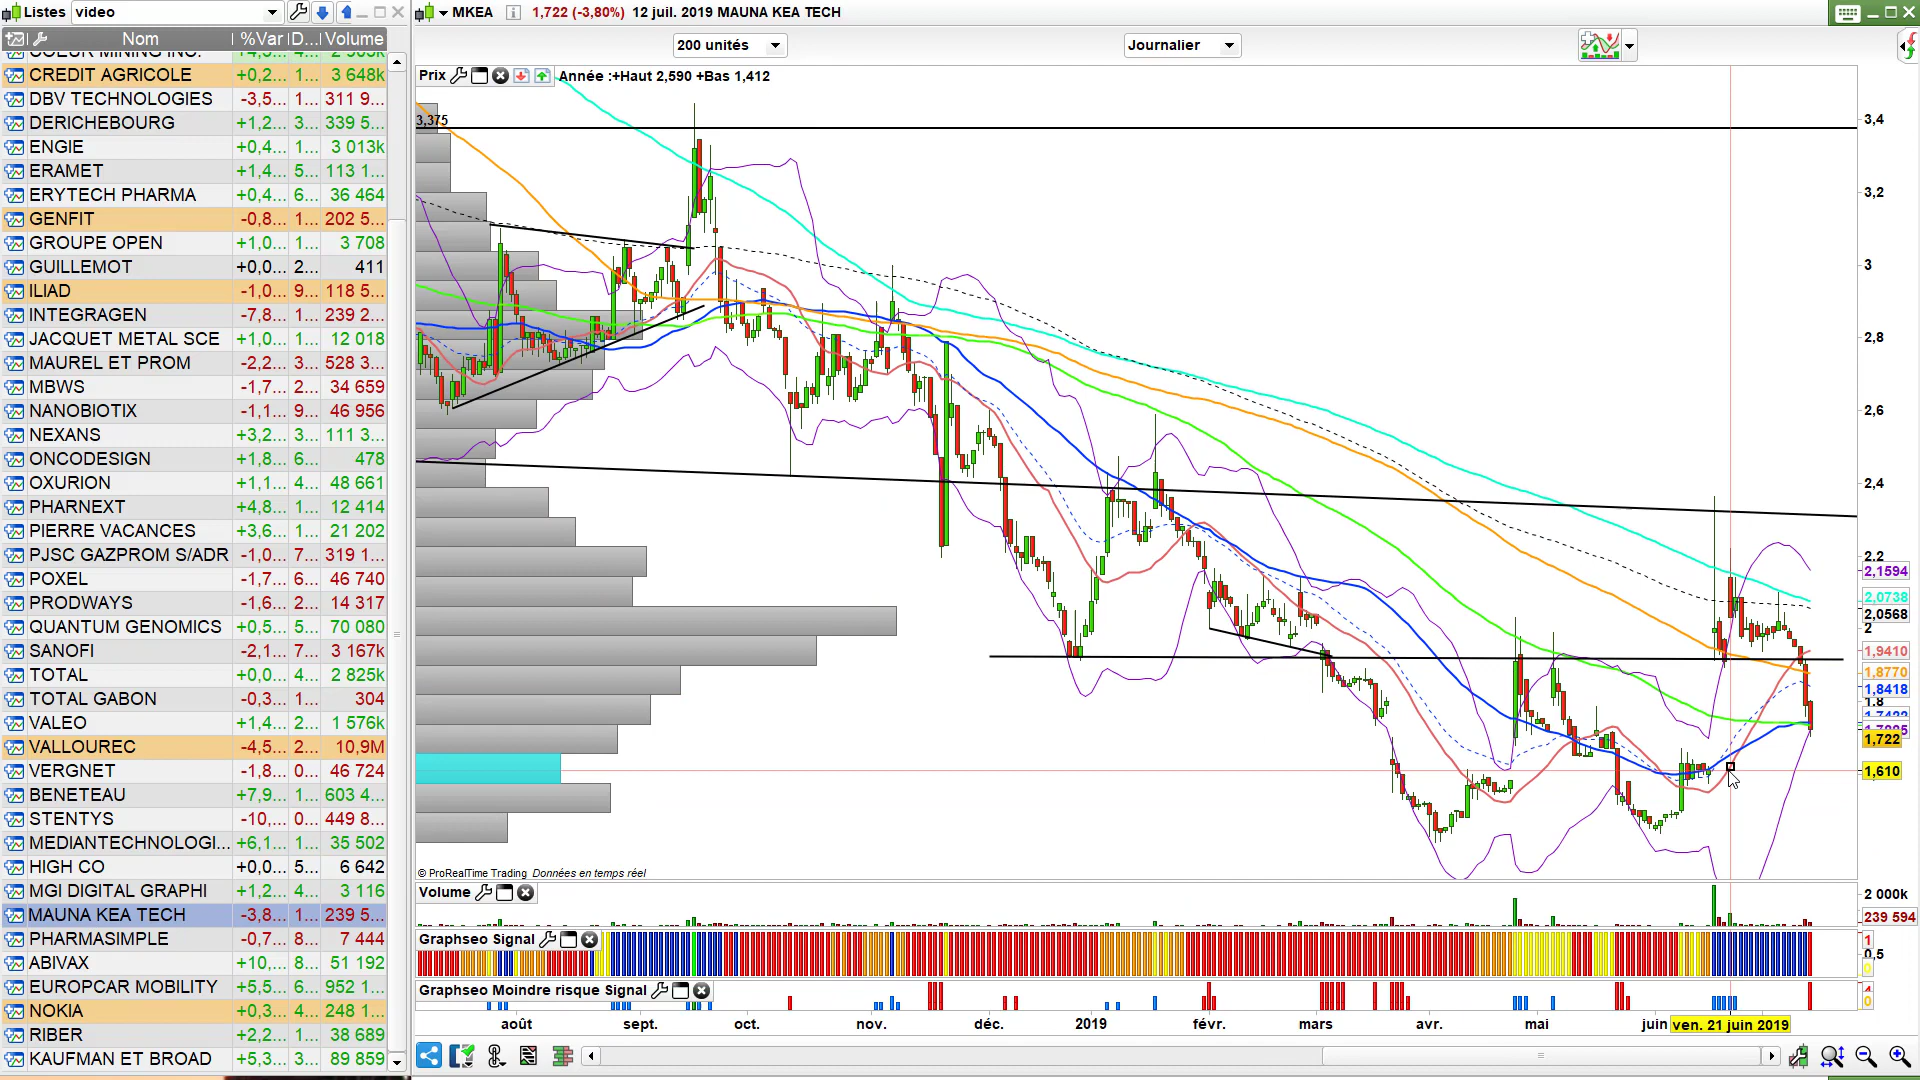 Listes video
Nom %Var D... Volume
COEUR MINING INC. +4,3... 4... 2 303k
CREDIT AGRICOLE +0,2... 1... 3 648k
DBV TECHNOLOGIES -3,5... 1... 311 9...
DERICHEBOURG +1,2... 3... 339 5...
ENGIE +0,4... 1... 3 013k
ERAMET +1,4... 5... 113 1...
ERYTECH PHARMA +0,4... 6... 36 464
GENFIT -0,8... 1... 202 5...
GROUPE OPEN +1,0... 1... 3 708
GUILLEMOT +0,0... 2... 411
ILIAD -1,0... 9... 118 5...
INTEGRAGEN -7,8... 1... 239 2...
JACQUET METAL SCE +1,0... 1... 12 018
MAUREL ET PROM -2,2... 3... 528 3...
MBWS -1,7... 2... 34 659
NANOBIOTIX -1,1... 9... 46 956
NEXANS +3,2... 3... 111 3...
ONCODESIGN +1,8... 6... 478
OXURION +1,1... 4... 48 661
PHARNEXT +4,8... 1... 12 414
PIERRE VACANCES +3,6... 1... 21 202
PJSC GAZPROM S/ADR -1,0... 7... 319 1...
POXEL -1,7... 6... 46 740
PRODWAYS -1,6... 2... 14 317
QUANTUM GENOMICS +0,5... 5... 70 080
SANOFI -2,1... 7... 3 167k
TOTAL +0,0... 4... 2 825k
TOTAL GABON -0,3... 1... 304
VALEO +1,4... 2... 1 576k
VALLOUREC -4,5... 2... 10,9M
VERGNET -1,8... 0... 46 724
BENETEAU +7,9... 1... 603 4...
STENTYS -10,... 0... 449 8...
MEDIANTECHNOLOGI... +6,1... 1... 35 502
HIGH CO +0,0... 5... 6 642
MGI DIGITAL GRAPHI +1,2... 4... 3 116
MAUNA KEA TECH -3,8... 1... 239 5...
PHARMASIMPLE -0,7... 8... 7 444
ABIVAX +10,... 8... 51 192
EUROPCAR MOBILITY +5,5... 6... 952 1...
NOKIA +0,3... 4... 248 1...
RIBER +2,2... 1... 38 689
KAUFMAN ET BROAD +5,3... 3... 89 859
MKEA 1,722 (-3,80%) 12 juil. 2019 MAUNA KEA TECH
200 unités Journalier
Prix Année :+Haut 2,590 +Bas 1,412
3,375
3,4
3,2
3
2,8
2,6
2,4
2,2
2,1594
2,0738
2,0568
2
1,9410
1,8770
1,8418
1,8
1,722
1,610
© ProRealTime Trading Données en temps réel
Volume
2 000k
239 594
Graphseo Signal
1
0,5
0
Graphseo Moindre risque Signal
0
août sept. oct. nov. déc. 2019 févr. mars avr. mai juin ven. 21 juin 2019